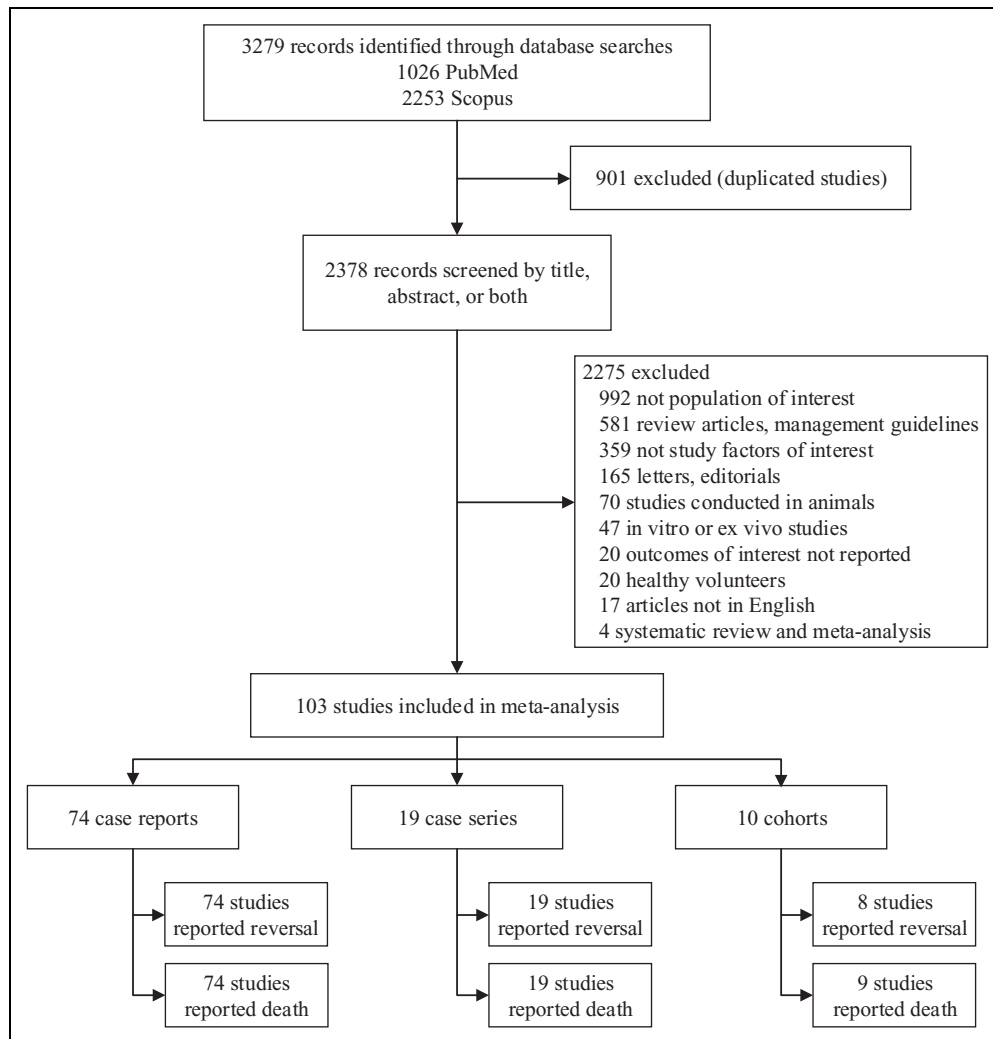 3279 records identified through database searches
1026 PubMed
2253 Scopus
901 excluded (duplicated studies)
2378 records screened by title,
abstract, or both
2275 excluded
992 not population of interest
581 review articles, management guidelines
359 not study factors of interest
165 letters, editorials
70 studies conducted in animals
47 in vitro or ex vivo studies
20 outcomes of interest not reported
20 healthy volunteers
17 articles not in English
4 systematic review and meta-analysis
103 studies included in meta-analysis
74 case reports
19 case series
10 cohorts
74 studies
reported reversal
19 studies
reported reversal
8 studies
reported reversal
74 studies
reported death
19 studies
reported death
9 studies
reported death